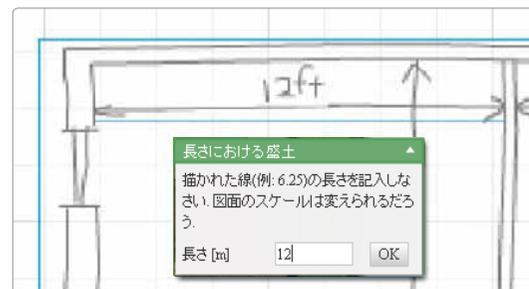 12ft
長さにおける盛土
描かれた線(例: 6.25)の長さを記入しな
さい. 図面のスケールは変えられるだろ
う.
長さ [m] 12 OK